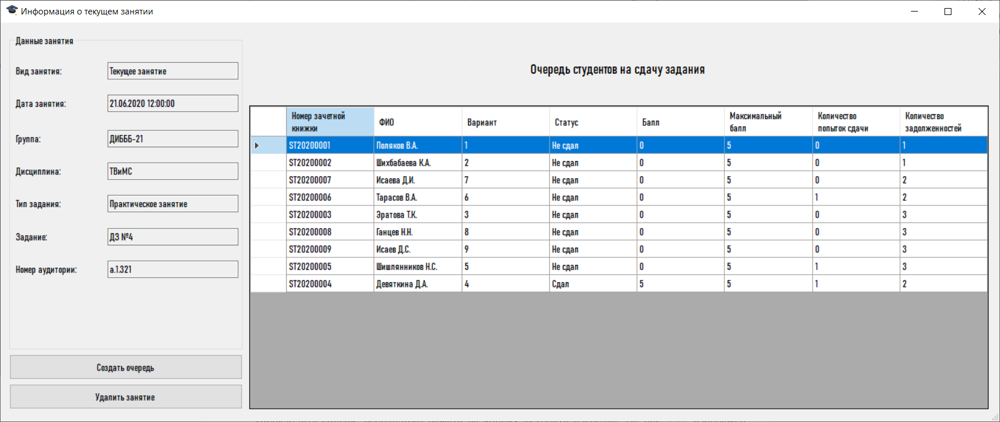 Информация о текущем занятии
Данные занятия
Вид занятия: Текущее занятие
Дата занятия: 21.06.2020 12:00:00
Группа: ДИБББ-21
Дисциплина: ТВиМС
Тип задания: Практическое занятие
Задание: ДЗ №4
Номер аудитории: а.1.321
Создать очередь
Удалить занятие
Очередь студентов на сдачу задания
Номер зачетной книжки ФИО Вариант Статус Балл Максимальный балл Количество попыток сдачи Количество задолженностей
ST20200001 Поляков В.А. 1 Не сдал 0 5 0 1
ST20200002 Шихбабаева К.А. 2 Не сдал 0 5 0 1
ST20200007 Исаева Д.И. 7 Не сдал 0 5 0 2
ST20200006 Тарасов В.А. 6 Не сдал 0 5 1 2
ST20200003 Эратова Т.К. 3 Не сдал 0 5 0 3
ST20200008 Ганцев Н.Н. 8 Не сдал 0 5 0 3
ST20200009 Исаев Д.С. 9 Не сдал 0 5 0 3
ST20200005 Шишлянников Н.С. 5 Не сдал 0 5 1 3
ST20200004 Девяткина Д.А. 4 Сдал 5 5 1 2